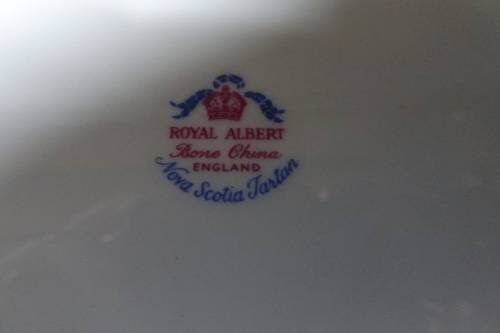 ROYAL ALBERT
Bone China
ENGLAND
Nova Scotia Tartan